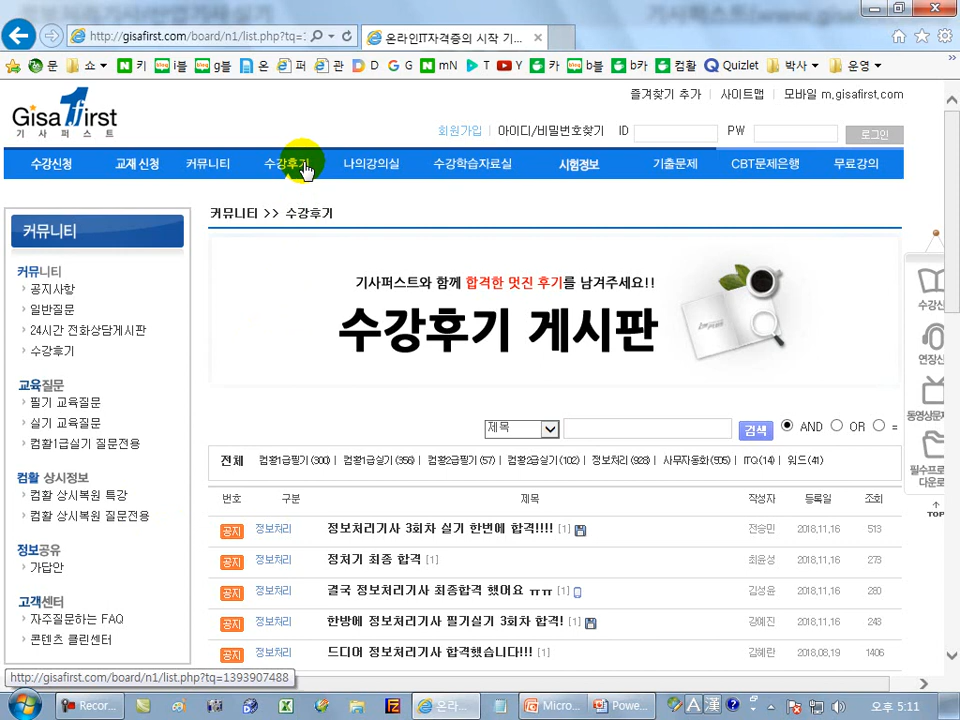 http://gisafirst.com/board/n1/list.php?tq=:
온라인IT자격증의 시작 기...
문 쇼 키 i블 g블 온 퍼 관 D G mN T Y 카 b블 b카 컴활 Quizlet 박사 운영
즐겨찾기 추가 | 사이트맵 | 모바일 m.gisafirst.com
Gisa 1 first
기사퍼스트
회원가입 | 아이디/비밀번호찾기 ID PW 로그인
수강신청 교재 신청 커뮤니티 수강후기 나의강의실 수강학습자료실 시험정보 기출문제 CBT문제은행 무료강의
커뮤니티
커뮤니티
공지사항
일반질문
24시간 전화상담게시판
수강후기
교육질문
필기 교육질문
실기 교육질문
컴활1급실기 질문전용
컴활 상시정보
컴활 상시복원 특강
컴활 상시복원 질문전용
정보공유
가답안
고객센터
자주질문하는 FAQ
콘텐츠 클린센터
커뮤니티 >> 수강후기
기사퍼스트와 함께 합격한 멋진 후기를 남겨주세요!!
수강후기 게시판
제목 검색 AND OR =
전체 컴활1급필기(300) | 컴활1급실기(356) | 컴활2급필기(57) | 컴활2급실기(102) | 정보처리(928) | 사무자동화(505) | ITQ(14) | 워드(41)
번호 구분 제목 작성자 등록일 조회
공지 정보처리 정보처리기사 3회차 실기 한번에 합격!!!! [1] 전승민 2018.11.16 513
공지 정보처리 정처기 최종 합격 [1] 최윤성 2018.11.16 273
공지 정보처리 결국 정보처리기사 최종합격 했어요 ㅠㅠ [1] 김성윤 2018.11.16 280
공지 정보처리 한방에 정보처리기사 필기실기 3회차 합격! [1] 김예진 2018.11.16 243
공지 정보처리 드디어 정보처리기사 합격했습니다!!! [1] 김혜란 2018.08.19 1406
수강신
연장신
동영상문제
필수프로
다운로
TOP
http://gisafirst.com/board/n1/list.php?tq=1393907488
Recor... 온라... Micro... Powe... A 漢 오후 5:11